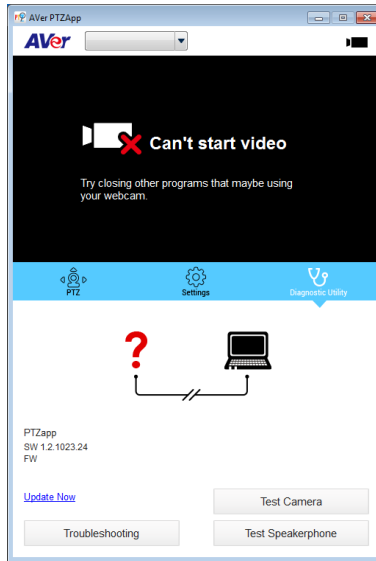 AVer PTZApp
AVer
Can't start video
Try closing other programs that maybe using
your webcam.
PTZ
Settings
Diagnostic Utility
?
PTZapp
SW 1.2.1023.24
FW
Update Now
Test Camera
Troubleshooting
Test Speakerphone